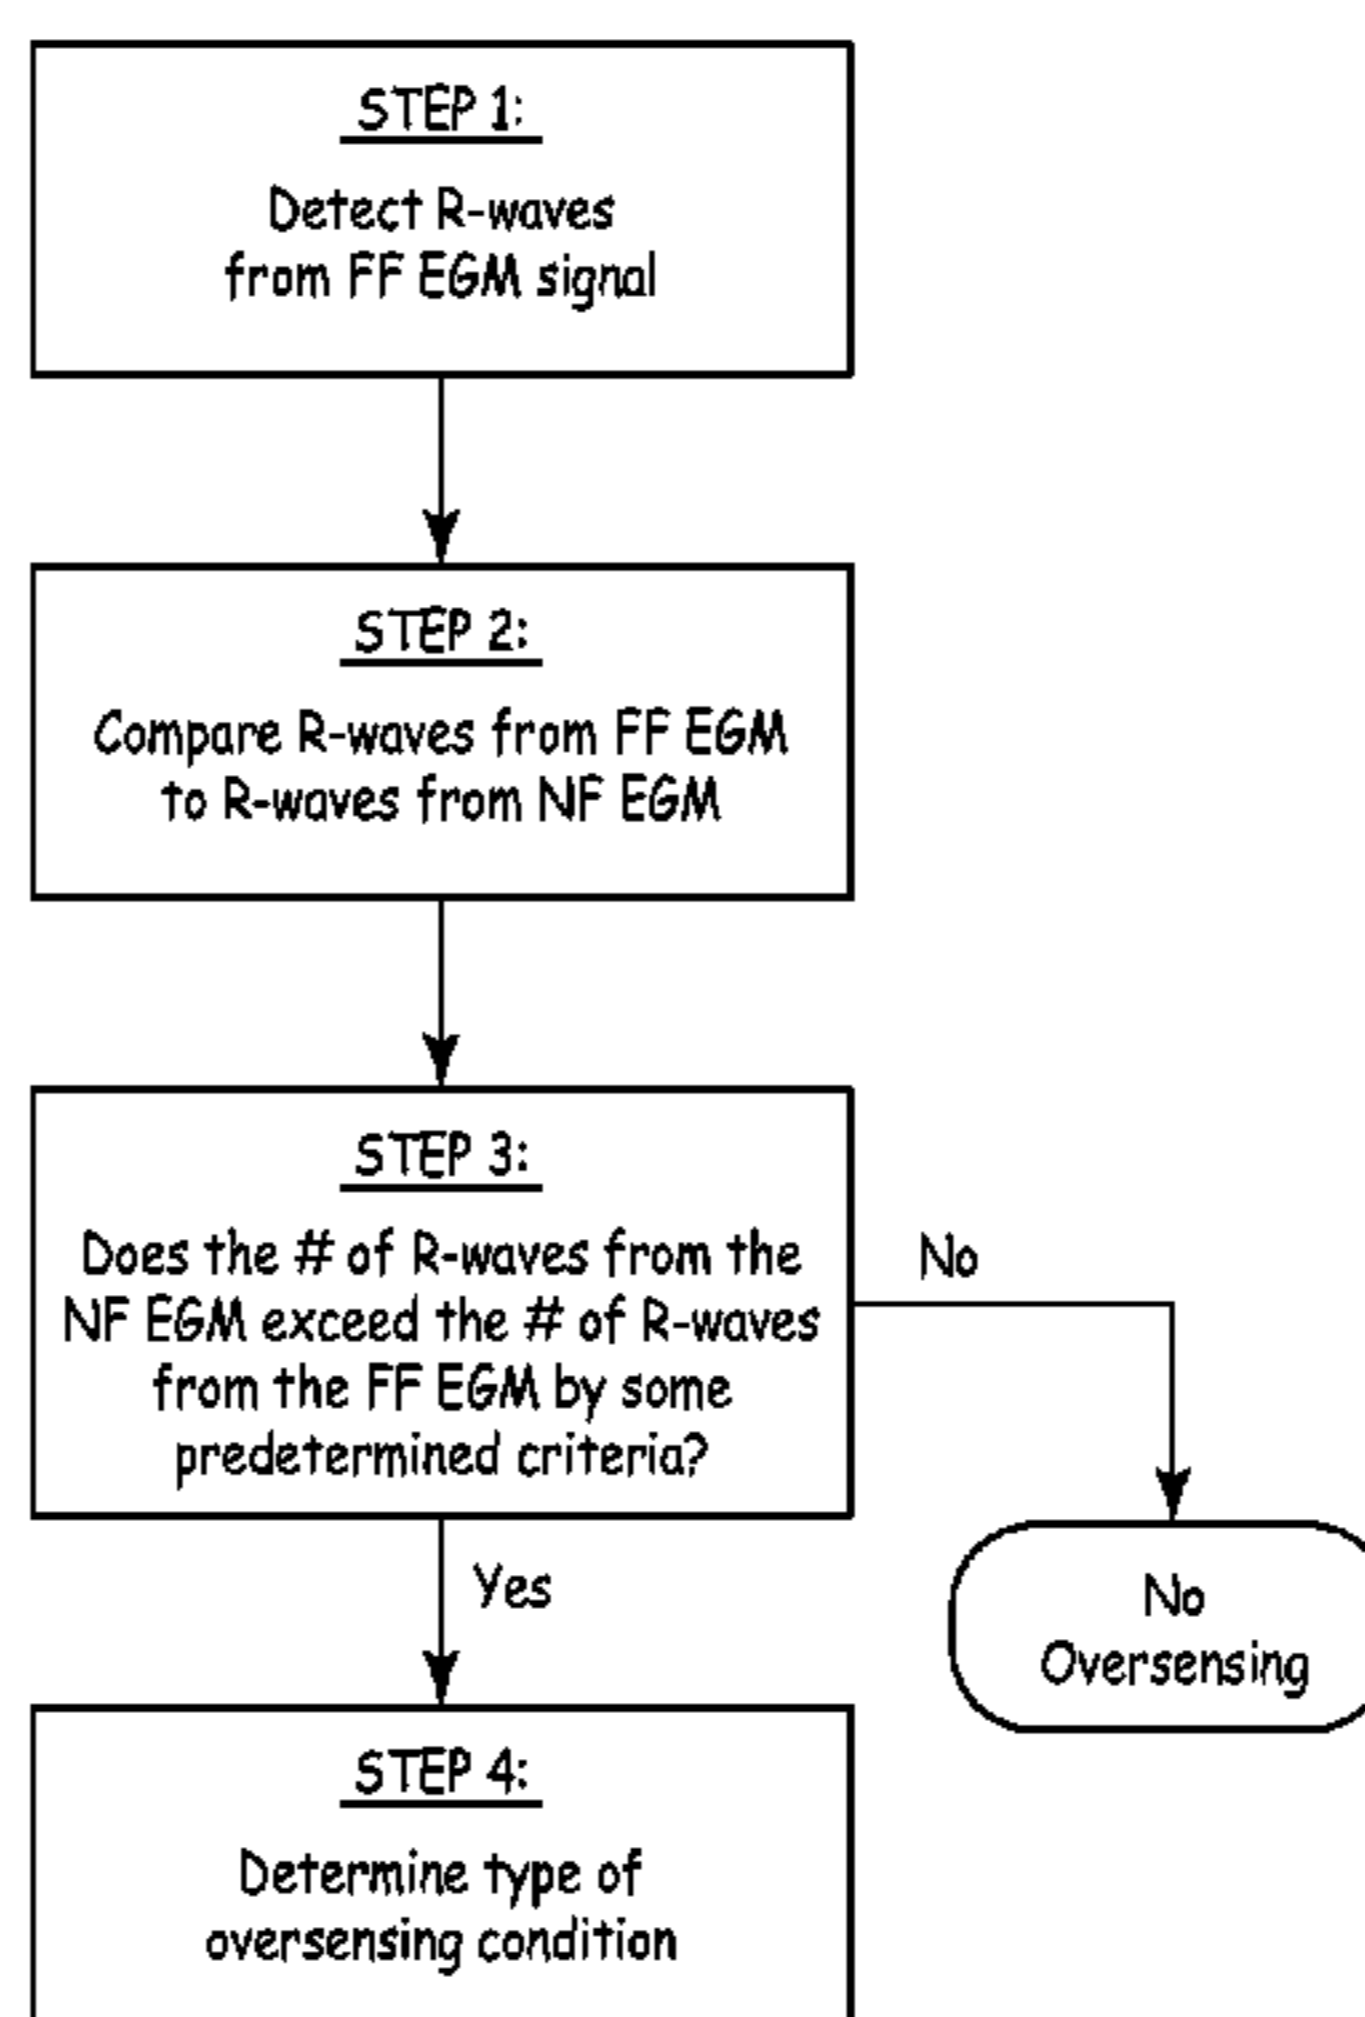 STEP 1:
Detect R-waves
from FF EGM signal
STEP 2:
Compare R-waves from FF EGM
to R-waves from NF EGM
STEP 3:
Does the # of R-waves from the
NF EGM exceed the # of R-waves
from the FF EGM by some
predetermined criteria?
No
No
Oversensing
Yes
STEP 4:
Determine type of
oversensing condition